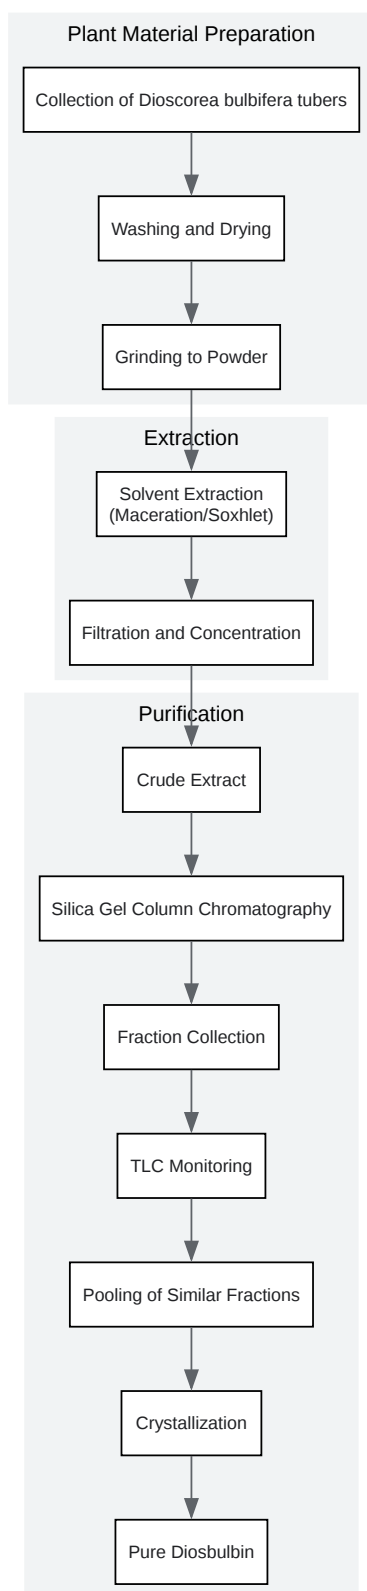 Plant Material Preparation
Collection of Dioscorea bulbifera tubers
Washing and Drying
Grinding to Powder
Extraction
Solvent Extraction
(Maceration/Soxhlet)
Filtration and Concentration
Purification
Crude Extract
Silica Gel Column Chromatography
Fraction Collection
TLC Monitoring
Pooling of Similar Fractions
Crystallization
Pure Diosbulbin